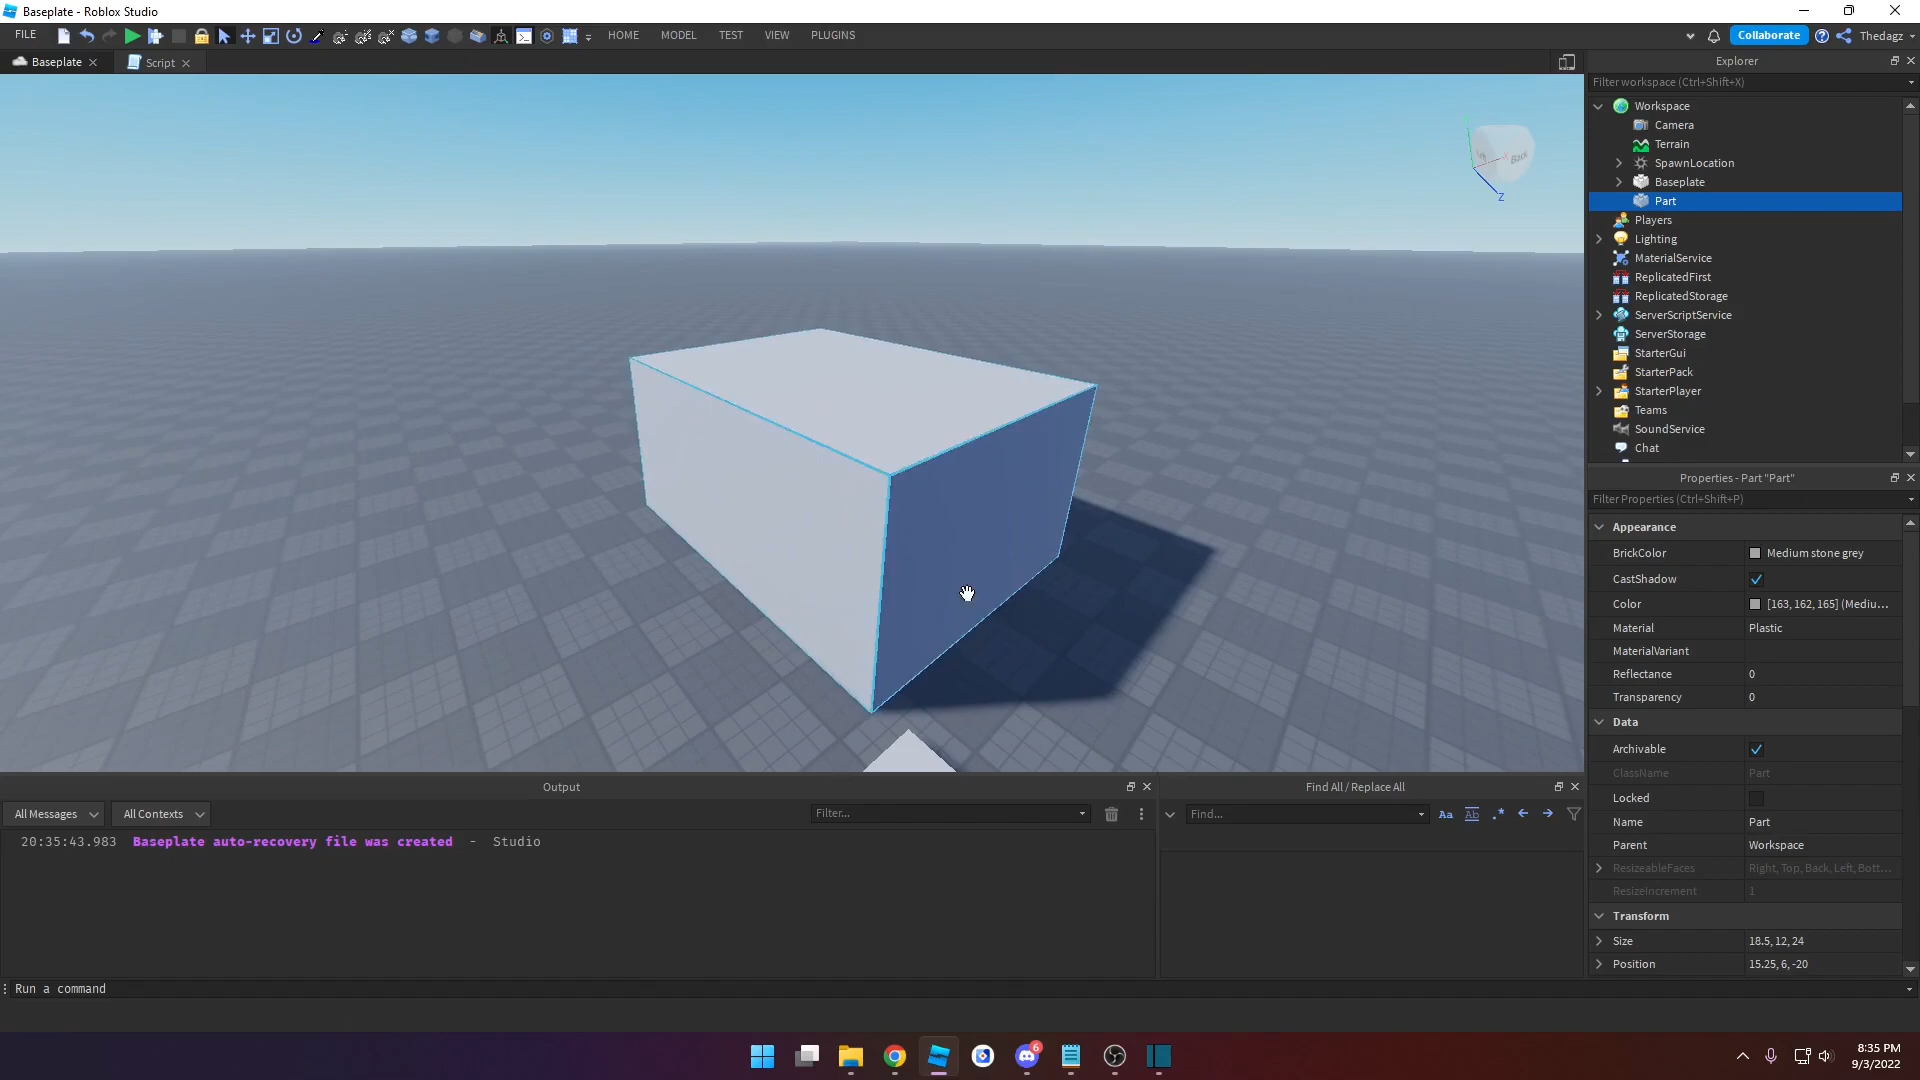 Baseplate - Roblox Studio
FILE HOME MODEL TEST VIEW PLUGINS Collaborate Thedagz
Baseplate Script
Back
Z
Explorer
Filter workspace (Ctrl+Shift+X)
Workspace
Camera
Terrain
SpawnLocation
Baseplate
Part
Players
Lighting
MaterialService
ReplicatedFirst
ReplicatedStorage
ServerScriptService
ServerStorage
StarterGui
StarterPack
StarterPlayer
Teams
SoundService
Chat
Properties - Part "Part"
Filter Properties (Ctrl+Shift+P)
Appearance
BrickColor Medium stone grey
CastShadow
Color [163, 162, 165] (Mediu...
Material Plastic
MaterialVariant
Reflectance 0
Transparency 0
Data
Archivable
ClassName Part
Locked
Name Part
Parent Workspace
ResizeableFaces Right, Top, Back, Left, Bott...
ResizeIncrement 1
Transform
Size 18.5, 12, 24
Position 15.25, 6, -20
Output
All Messages All Contexts Filter...
20:35:43.983 Baseplate auto-recovery file was created - Studio
Find All / Replace All
Find... Aa Ab .*
Run a command
6
8:35 PM
9/3/2022